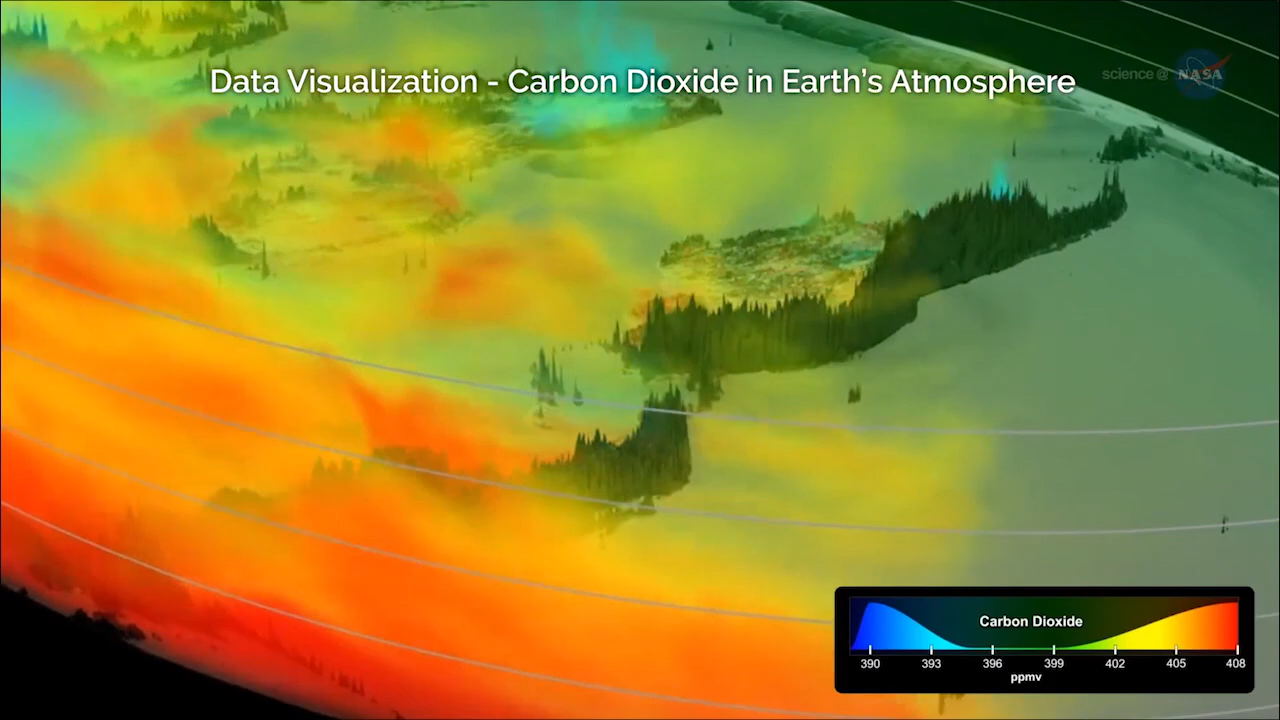 Data Visualization - Carbon Dioxide in Earth's Atmosphere
science@ NASA
Carbon Dioxide
390 393 396 399 402 405 408
ppmv